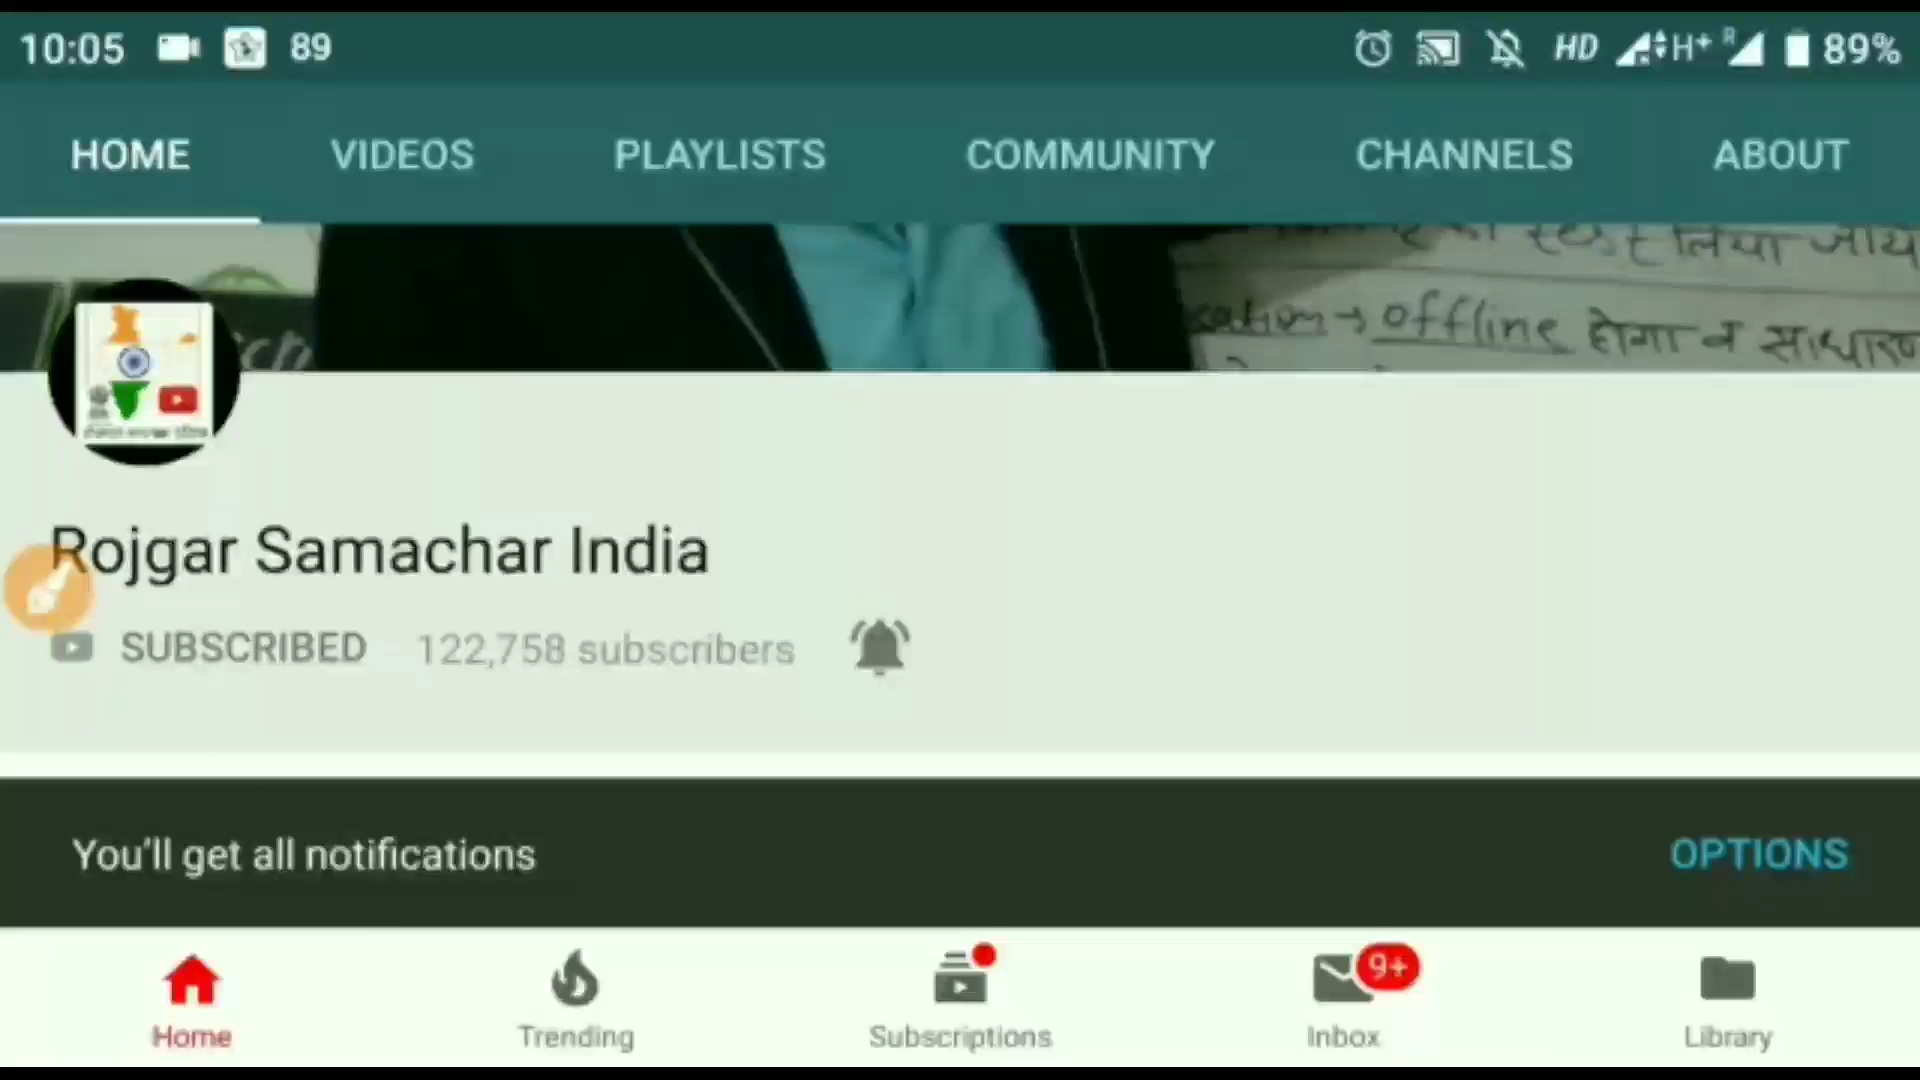 10:05 89 HD H+ R 89%
HOME VIDEOS PLAYLISTS COMMUNITY CHANNELS ABOUT
लिया जाय
offline होगा व साधारण
Rojgar Samachar India
SUBSCRIBED 122,758 subscribers
You'll get all notifications OPTIONS
9+
Home Trending Subscriptions Inbox Library